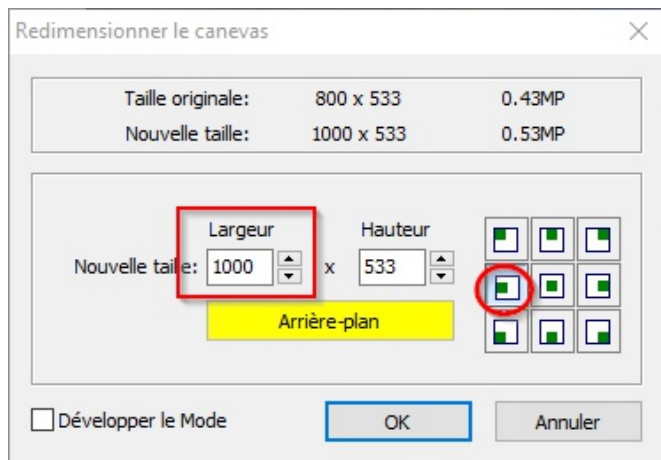 Redimensionner le canevas
Taille originale: 800 x 533 0.43MP
Nouvelle taille: 1000 x 533 0.53MP
Largeur Hauteur
Nouvelle taille: 1000 x 533
Arrière-plan
Développer le Mode OK Annuler